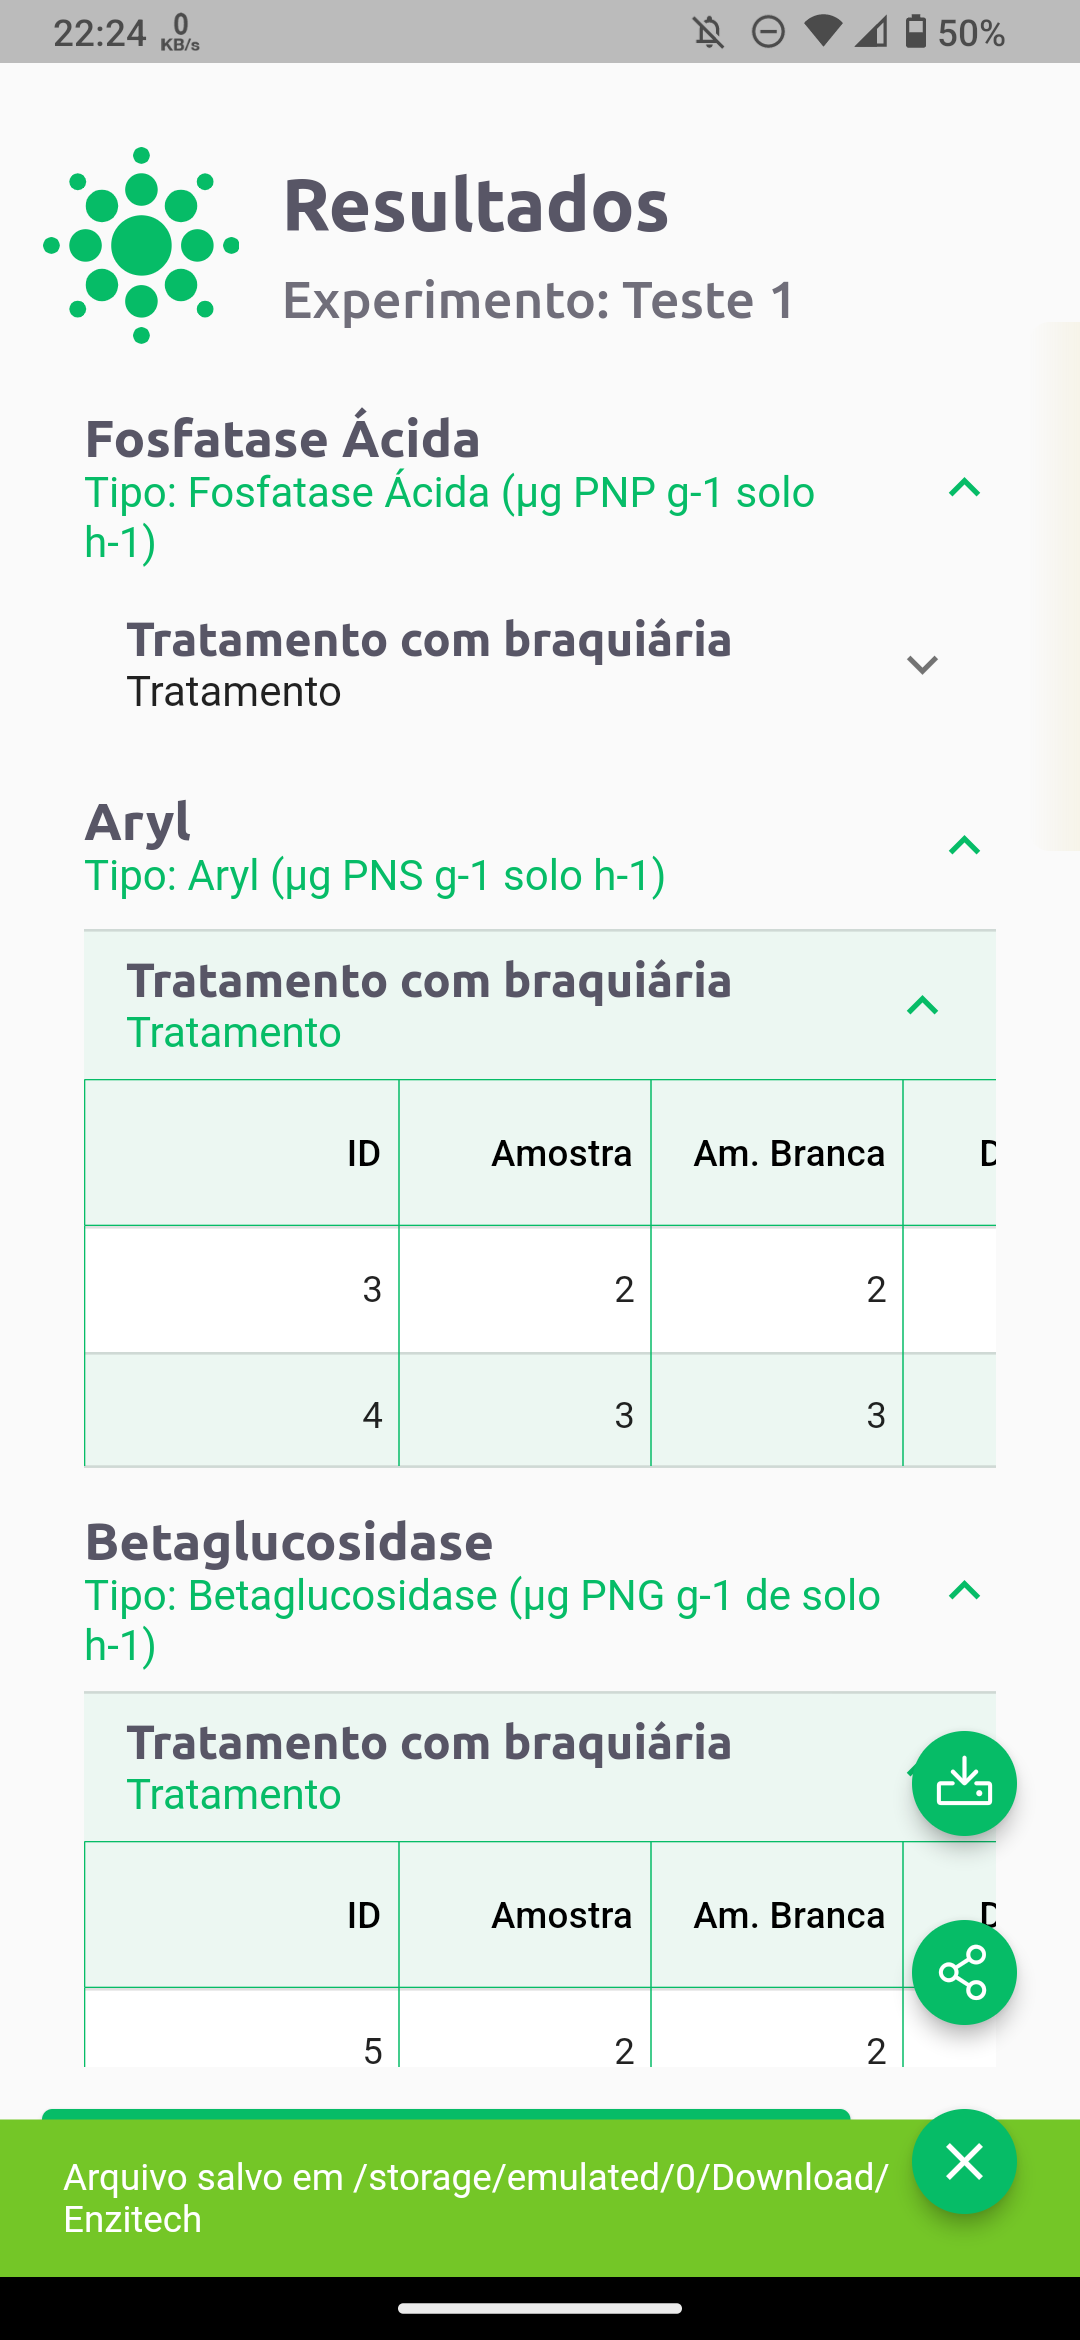 22:24 0 KB/s 50%
Resultados
Experimento: Teste 1
Fosfatase Ácida
Tipo: Fosfatase Ácida (µg PNP g-1 solo
h-1)
Tratamento com braquiária
Tratamento
Aryl
Tipo: Aryl (µg PNS g-1 solo h-1)
Tratamento com braquiária
Tratamento
ID Amostra Am. Branca D
3 2 2
4 3 3
Betaglucosidase
Tipo: Betaglucosidase (µg PNG g-1 de solo
h-1)
Tratamento com braquiária
Tratamento
ID Amostra Am. Branca D
5 2 2
Arquivo salvo em /storage/emulated/0/Download/
Enzitech